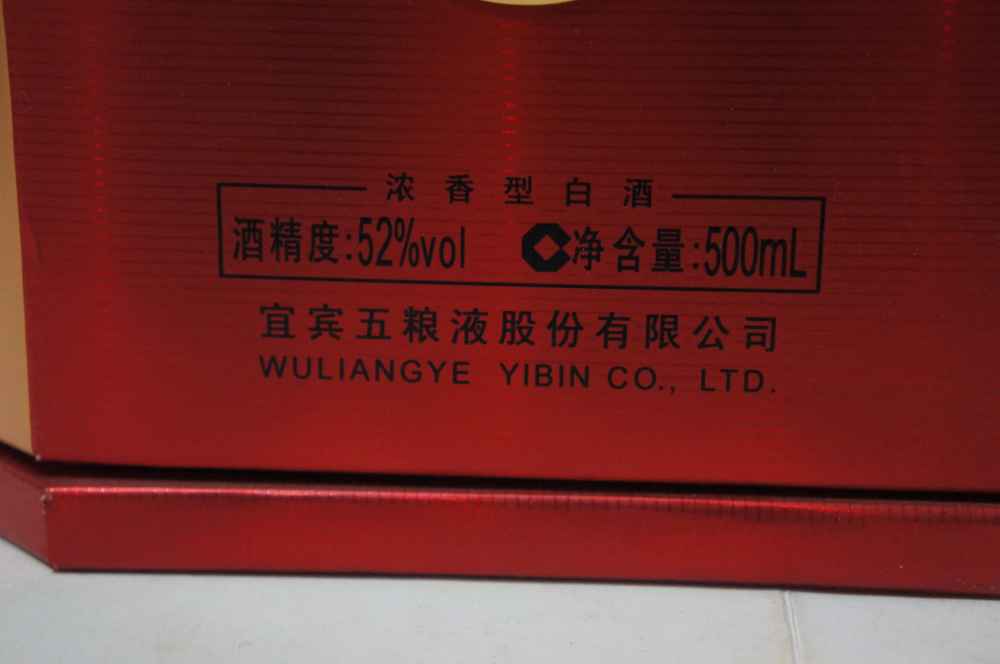 浓香型白酒
酒精度:52%vol 净含量:500mL
宜宾五粮液股份有限公司
WULIANGYE YIBIN CO., LTD.